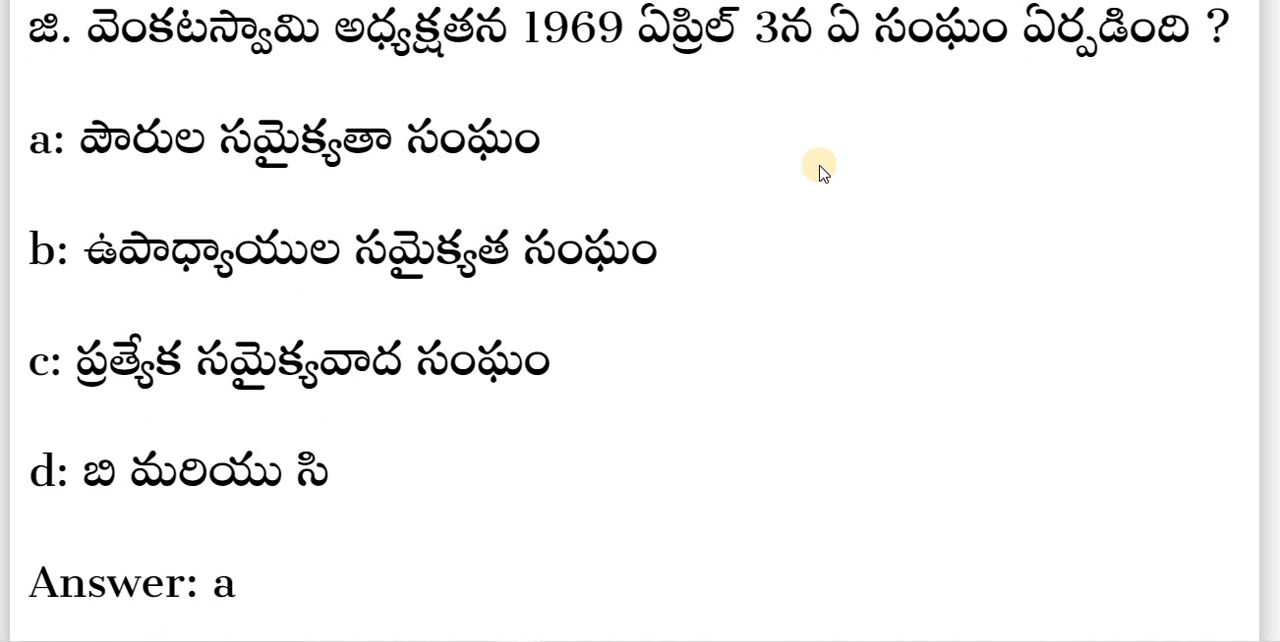 జి. వెంకటస్వామి అధ్యక్షతన 1969 ఏప్రిల్ 3న ఏ సంఘం ఏర్పడింది ?
a: పౌరుల సమైక్యతా సంఘం
b: ఉపాధ్యాయుల సమైక్యత సంఘం
c: ప్రత్యేక సమైక్యవాద సంఘం
d: బి మరియు సి
Answer: a